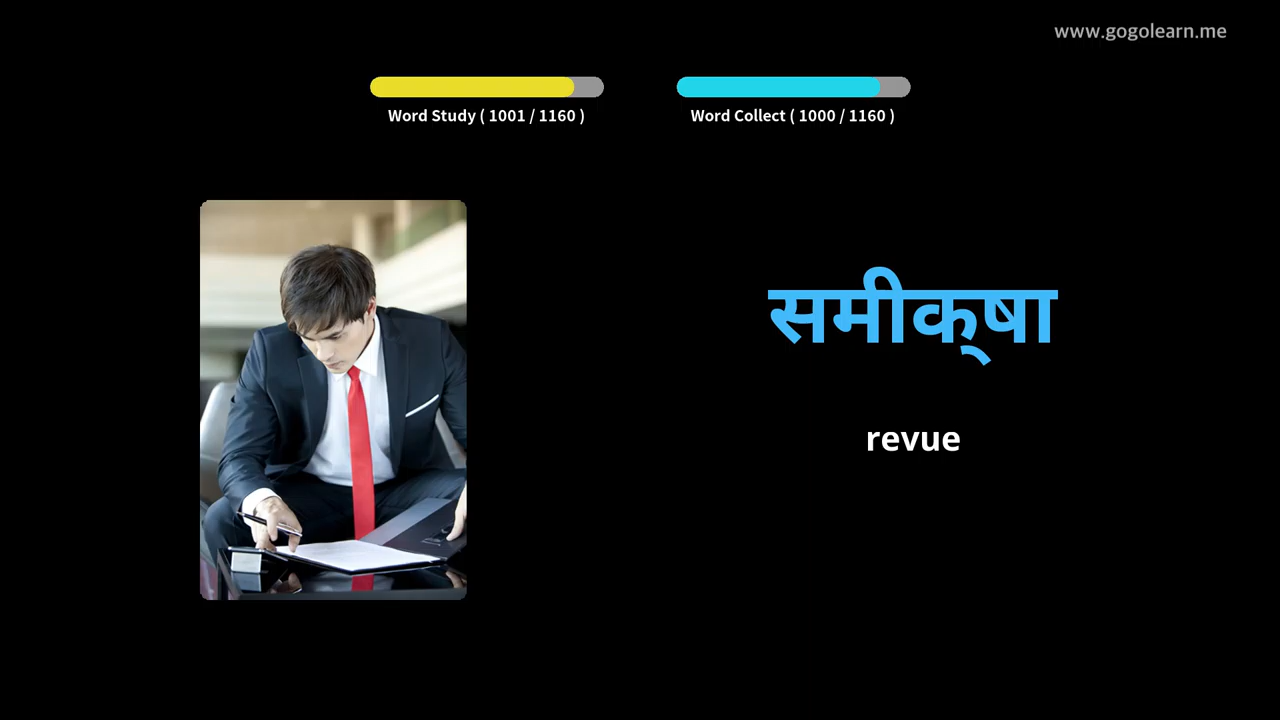 www.gogolearn.me
Word Study ( 1001 / 1160 )
Word Collect ( 1000 / 1160 )
समीक्‌षा
revue